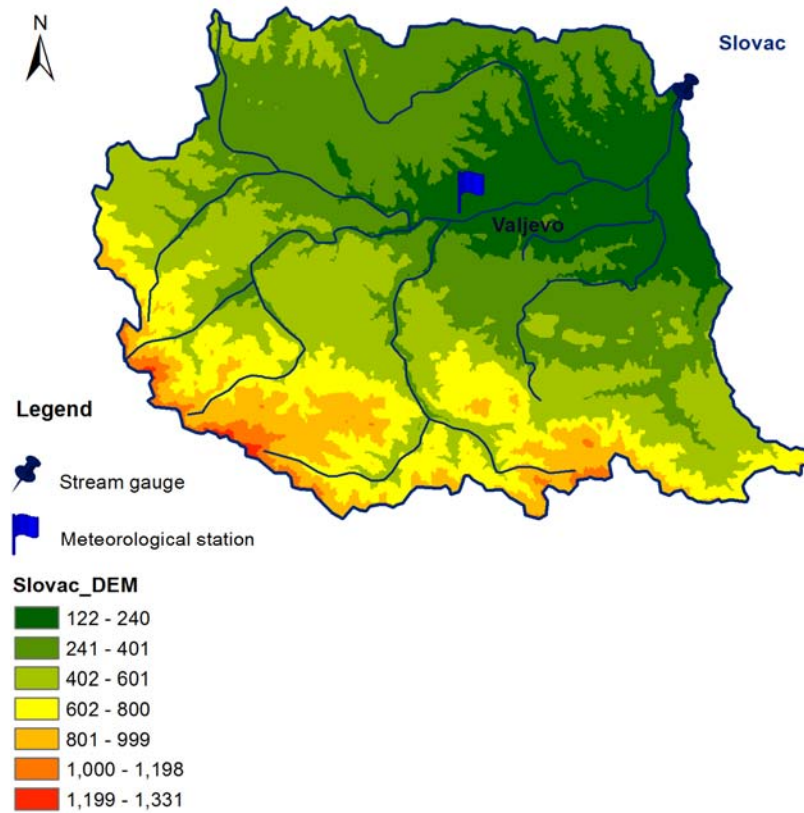 N
Slovac
Valjevo
Legend
Stream gauge
Meteorological station
Slovac_DEM
122 - 240
241 - 401
402 - 601
602 - 800
801 - 999
1,000 - 1,198
1,199 - 1,331